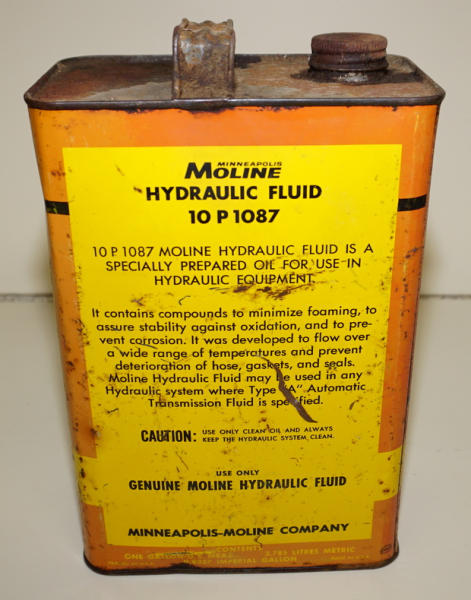 MINNEAPOLIS
MOLINE
HYDRAULIC FLUID
10 P 1087
10 P 1087 MOLINE HYDRAULIC FLUID IS A
SPECIALLY PREPARED OIL FOR USE IN
HYDRAULIC EQUIPMENT.
It contains compounds to minimize foaming, to
assure stability against oxidation, and to pre-
vent corrosion. It was developed to flow over
a wide range of temperatures and prevent
deterioration of hose, gaskets, and seals.
Moline Hydraulic Fluid may be used in any
Hydraulic system where Type "A" Automatic
Transmission Fluid is specified.
CAUTION: USE ONLY CLEAN OIL AND ALWAYS
KEEP THE HYDRAULIC SYSTEM CLEAN.
USE ONLY
GENUINE MOLINE HYDRAULIC FLUID
MINNEAPOLIS-MOLINE COMPANY
CONTENTS
ONE GALLON 3.785 LITRES METRIC
IMPERIAL GALLON